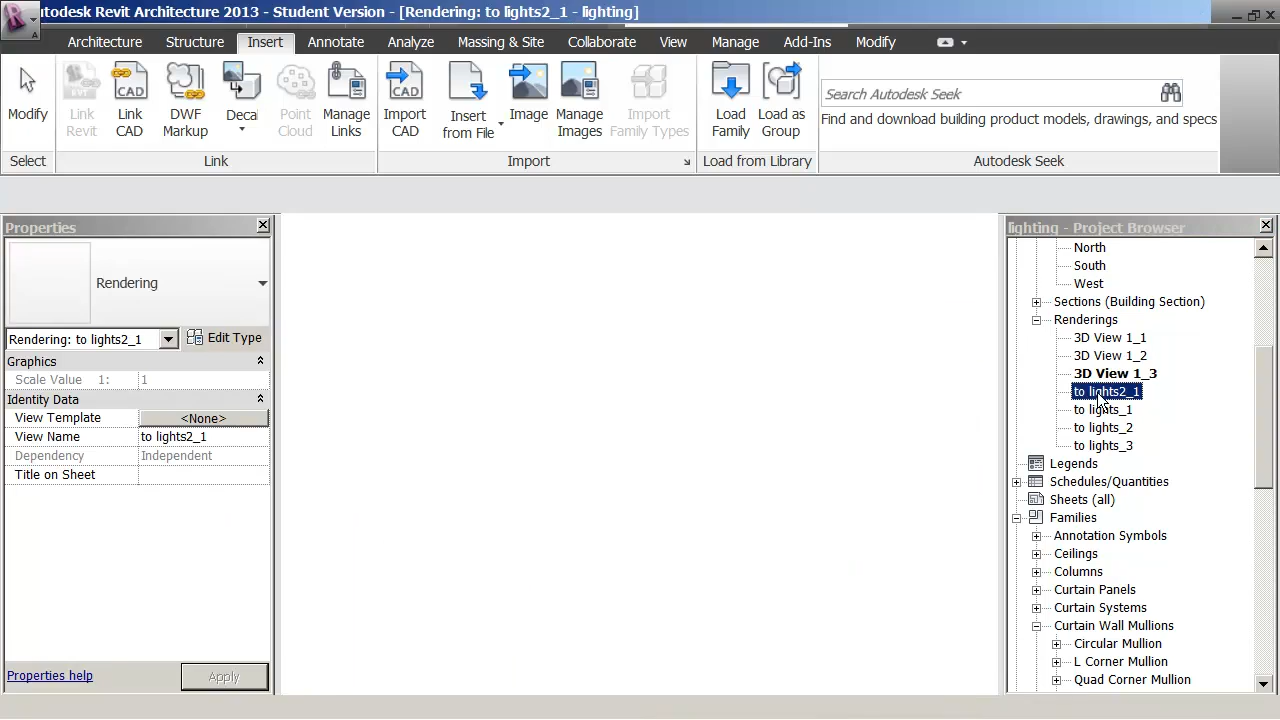 utodesk Revit Architecture 2013 - Student Version - [Rendering: to lights2_1 - lighting]
Architecture Structure Insert Annotate Analyze Massing & Site Collaborate View Manage Add-Ins Modify
Modify
Link Revit
Link CAD
DWF Markup
Decal
Point Cloud
Manage Links
Import CAD
Insert from File
Image
Manage Images
Import Family Types
Load Family
Load as Group
Search Autodesk Seek
Find and download building product models, drawings, and specs
Select Link Import Load from Library Autodesk Seek
Properties
Rendering
Rendering: to lights2_1 Edit Type
Graphics
Scale Value 1: 1
Identity Data
View Template <None>
View Name to lights2_1
Dependency Independent
Title on Sheet
Properties help Apply
lighting - Project Browser
North
South
West
Sections (Building Section)
Renderings
3D View 1_1
3D View 1_2
3D View 1_3
to lights2_1
to lights_1
to lights_2
to lights_3
Legends
Schedules/Quantities
Sheets (all)
Families
Annotation Symbols
Ceilings
Columns
Curtain Panels
Curtain Systems
Curtain Wall Mullions
Circular Mullion
L Corner Mullion
Quad Corner Mullion